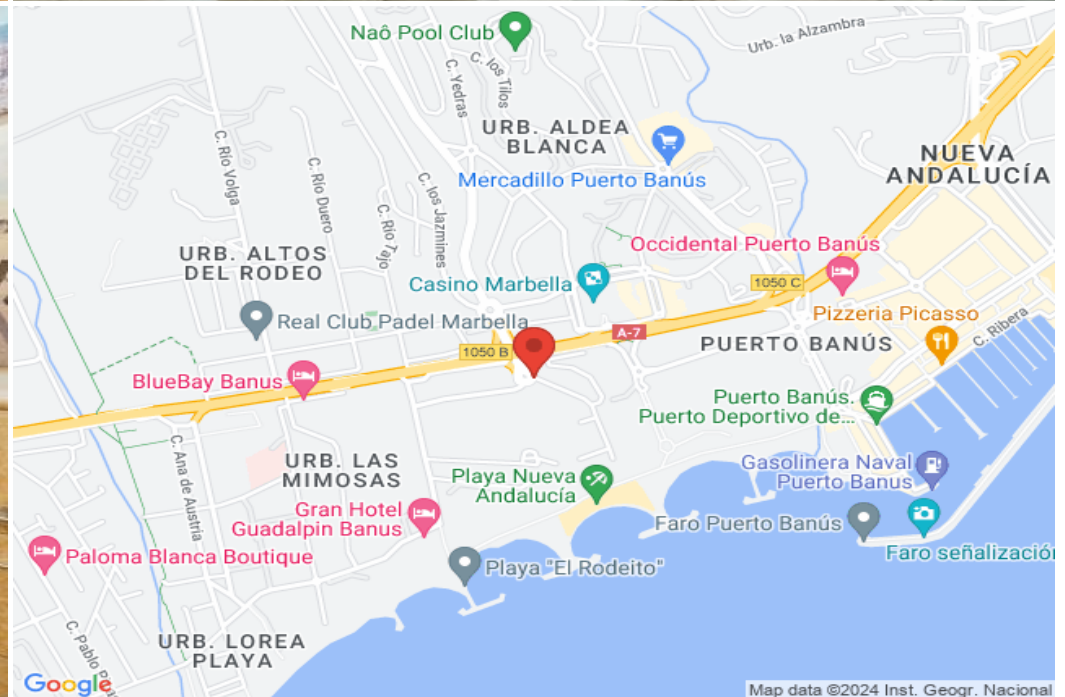 Naô Pool Club
Urb. la Alzambra
C. Yedras
C. los Tilos
URB. ALDEA
BLANCA
NUEVA
ANDALUCÍA
Mercadillo Puerto Banús
C. Río Volga
C. Río Duero
C. Río Tajo
C. los Jazmines
URB. ALTOS
DEL RODEO
Occidental Puerto Banús
Casino Marbella
1050 C
Real Club Padel Marbella
Pizzeria Picasso
C. Ribera
A-7
1050 B
PUERTO BANÚS
BlueBay Banus
Puerto Banús.
Puerto Deportivo de...
C. Ana de Austria
URB. LAS
MIMOSAS
Playa Nueva
Andalucía
Gasolinera Naval
Puerto Banus
Gran Hotel
Guadalpin Banus
Faro Puerto Banús
Paloma Blanca Boutique
Playa "El Rodeito"
Faro señalización
C. Pablo
URB. LOREA
PLAYA
Google
Map data ©2024 Inst. Geogr. Nacional